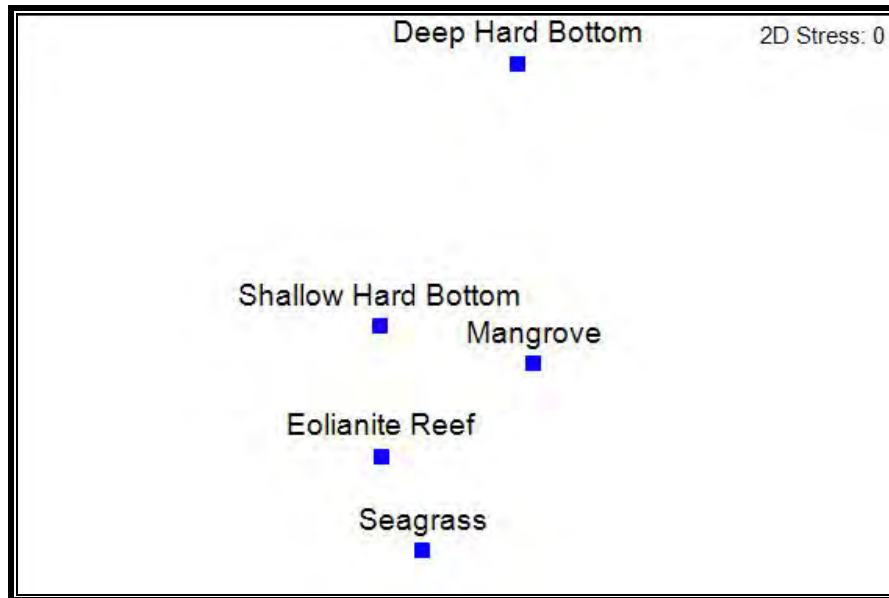 Deep Hard Bottom
2D Stress: 0
Shallow Hard Bottom
Mangrove
Eolianite Reef
Seagrass